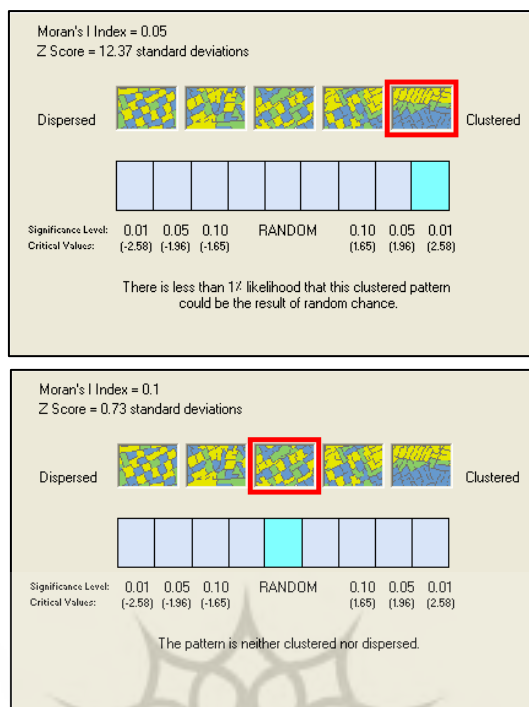 Moran's I Index = 0.05
Z Score = 12.37 standard deviations
Dispersed Clustered
Significance Level: 0.01 0.05 0.10 RANDOM 0.10 0.05 0.01
Critical Values: (-2.58) (-1.96) (-1.65) (1.65) (1.96) (2.58)
There is less than 1% likelihood that this clustered pattern
could be the result of random chance.
Moran's I Index = 0.1
Z Score = 0.73 standard deviations
Dispersed Clustered
Significance Level: 0.01 0.05 0.10 RANDOM 0.10 0.05 0.01
Critical Values: (-2.58) (-1.96) (-1.65) (1.65) (1.96) (2.58)
The pattern is neither clustered nor dispersed.